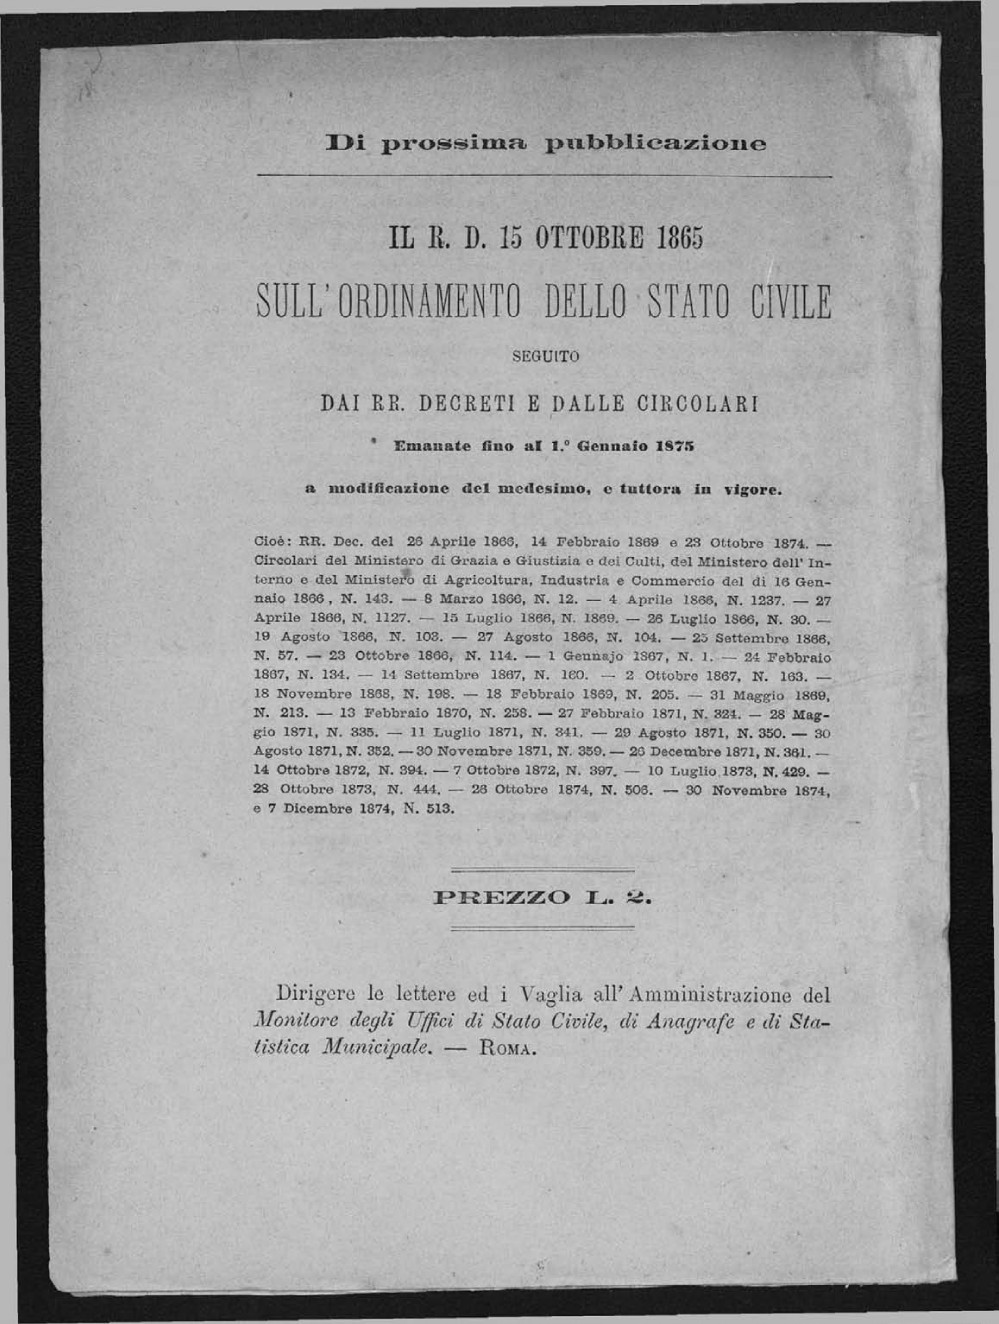 Di prossima pubblicazione
IL R. D. 15 OTTOBRE 1865
SULL' ORDINAMENTO DELLO STATO CIVILE
SEGUITO
DAI RR. DECRETI E DALLE CIRCOLARI
Emanate fino al 1.º Gennaio 1875
a modificazione del medesimo, e tuttora in vigore.
Cioè: RR. Dec. del 26 Aprile 1866, 14 Febbraio 1869 e 23 Ottobre 1874. —
Circolari del Ministero di Grazia e Giustizia e dei Culti, del Ministero dell' In-
terno e del Ministero di Agricoltura, Industria e Commercio del di 16 Gen-
naio 1866, N. 143. — 8 Marzo 1866, N. 12. — 4 Aprile 1866, N. 1237. — 27
Aprile 1866, N. 1127. — 15 Luglio 1866, N. 1869. — 26 Luglio 1866, N. 30. —
19 Agosto 1866, N. 103. — 27 Agosto 1866, N. 104. — 25 Settembre 1866,
N. 57. — 23 Ottobre 1866, N. 114. — 1 Gennajo 1867, N. 1. — 24 Febbraio
1867, N. 134. — 14 Settembre 1867, N. 160. — 2 Ottobre 1867, N. 163. —
18 Novembre 1868, N. 198. — 18 Febbraio 1869, N. 205. — 31 Maggio 1869,
N. 213. — 13 Febbraio 1870, N. 258. — 27 Febbraio 1871, N. 324. — 28 Mag-
gio 1871, N. 335. — 11 Luglio 1871, N. 341. — 29 Agosto 1871, N. 350. — 30
Agosto 1871, N. 352. — 30 Novembre 1871, N. 359. — 26 Decembre 1871, N. 361. —
14 Ottobre 1872, N. 394. — 7 Ottobre 1872, N. 397. — 10 Luglio 1873, N. 429. —
28 Ottobre 1873, N. 444. — 28 Ottobre 1874, N. 506. — 30 Novembre 1874,
e 7 Dicembre 1874, N. 513.
PREZZO L. 2.
Dirigere le lettere ed i Vaglia all' Amministrazione del
Monitore degli Uffici di Stato Civile, di Anagrafe e di Sta-
tistica Municipale. — ROMA.